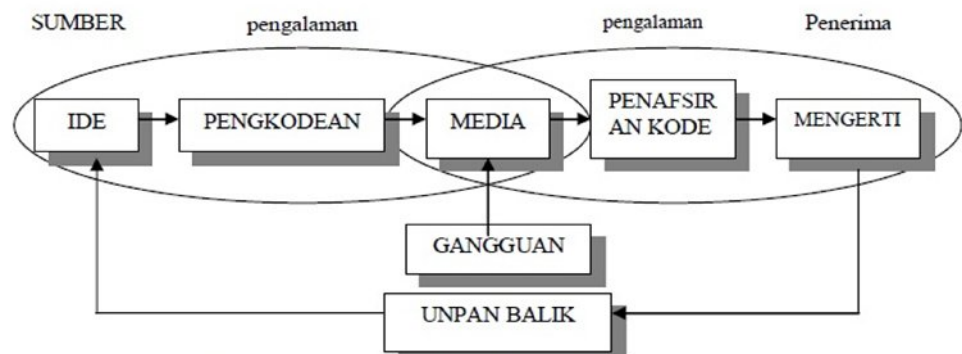 SUMBER
pengalaman
pengalaman
Penerima
IDE
PENGKODEAN
MEDIA
PENAFSIR
AN KODE
MENGERTI
GANGGUAN
UNPAN BALIK